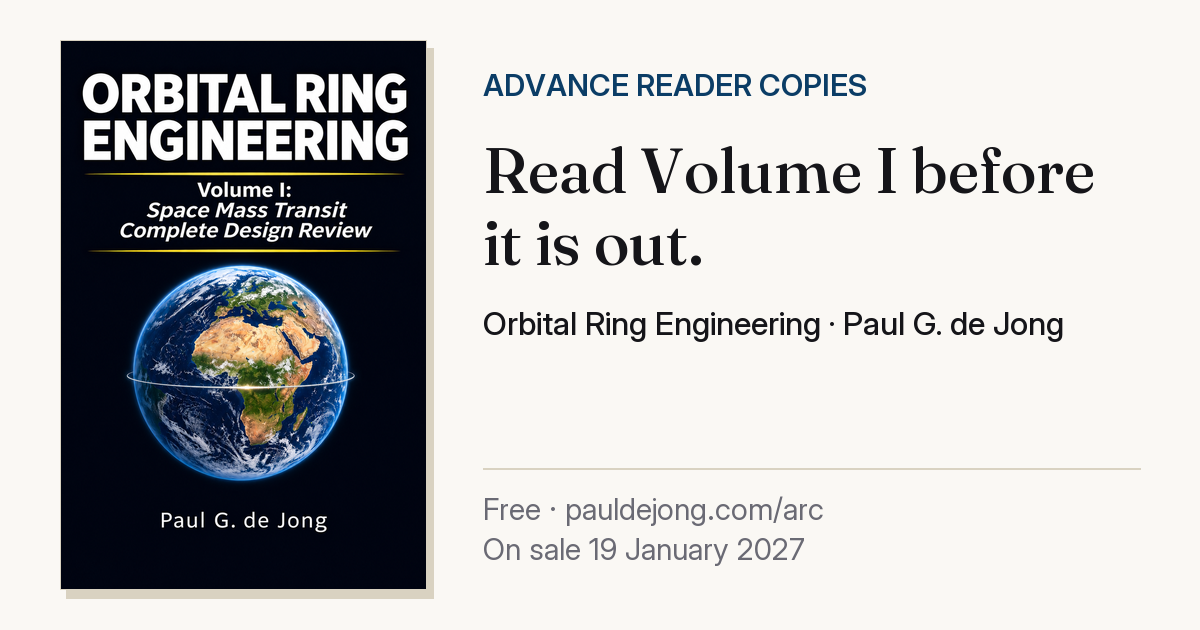 ORBITAL RING
ENGINEERING
Volume I:
Space Mass Transit
Complete Design Review
Paul G. de Jong
ADVANCE READER COPIES
Read Volume I before
it is out.
Orbital Ring Engineering · Paul G. de Jong
Free · pauldejong.com/arc
On sale 19 January 2027